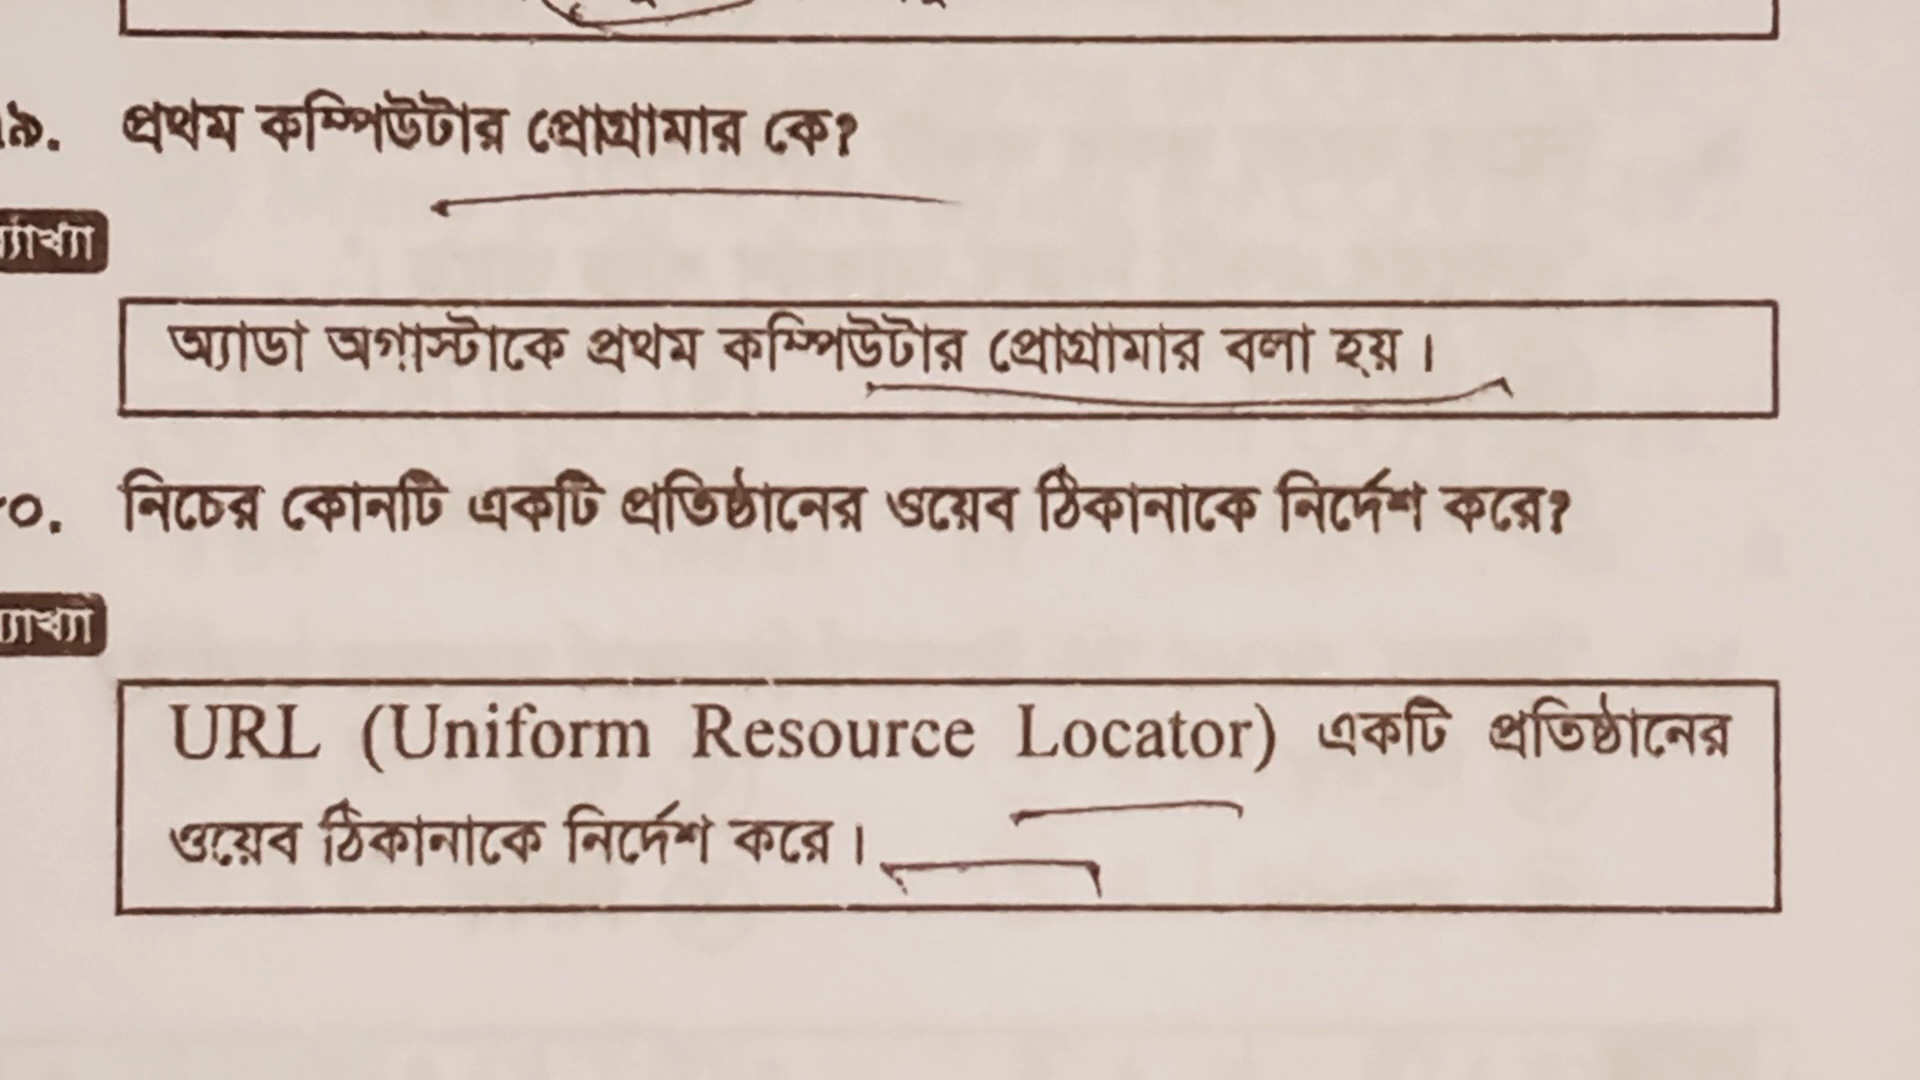 ৯. প্রথম কম্পিউটার প্রোগ্রামার কে?
অ্যাডা অগাস্টাকে প্রথম কম্পিউটার প্রোগ্রামার বলা হয়।
০. নিচের কোনটি একটি প্রতিষ্ঠানের ওয়েব ঠিকানাকে নির্দেশ করে?
URL (Uniform Resource Locator) একটি প্রতিষ্ঠানের
ওয়েব ঠিকানাকে নির্দেশ করে।